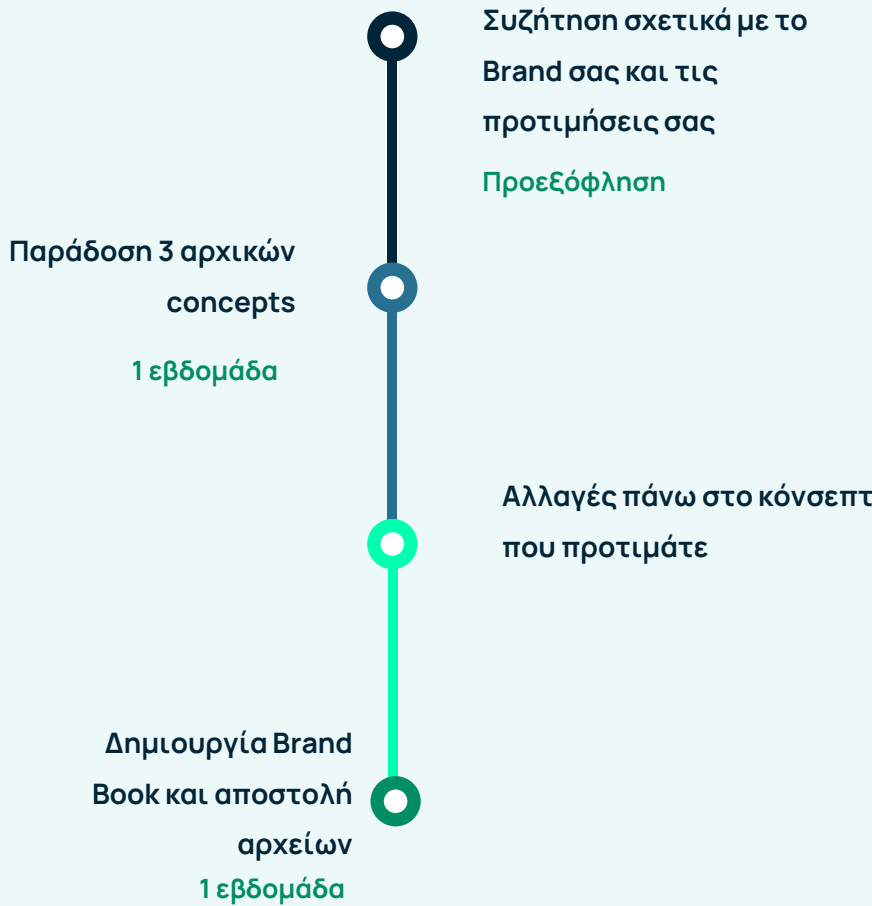 Συζήτηση σχετικά με το
Brand σας και τις
προτιμήσεις σας
Προεξόφληση
Παράδοση 3 αρχικών
concepts
1 εβδομάδα
Αλλαγές πάνω στο κόνσεπτ
που προτιμάτε
Δημιουργία Brand
Book και αποστολή
αρχείων
1 εβδομάδα